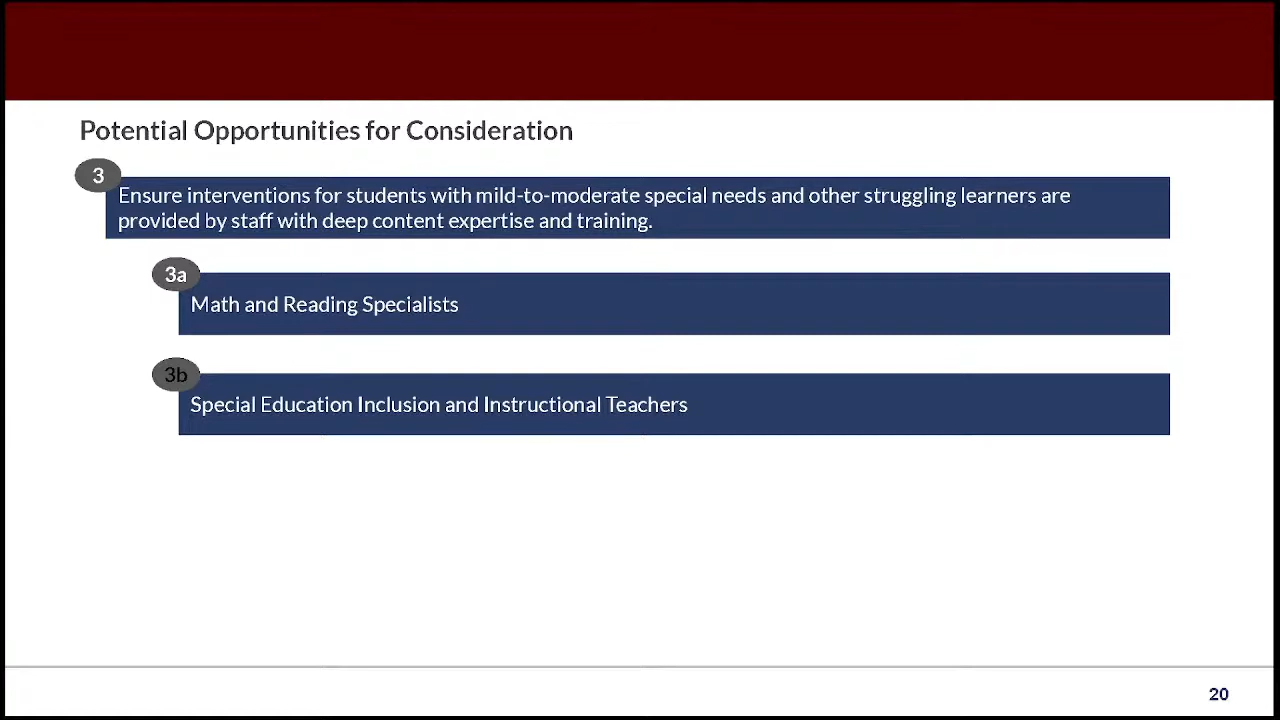 Potential Opportunities for Consideration
3
Ensure interventions for students with mild-to-moderate special needs and other struggling learners are
provided by staff with deep content expertise and training.
3a
Math and Reading Specialists
3b
Special Education Inclusion and Instructional Teachers
20